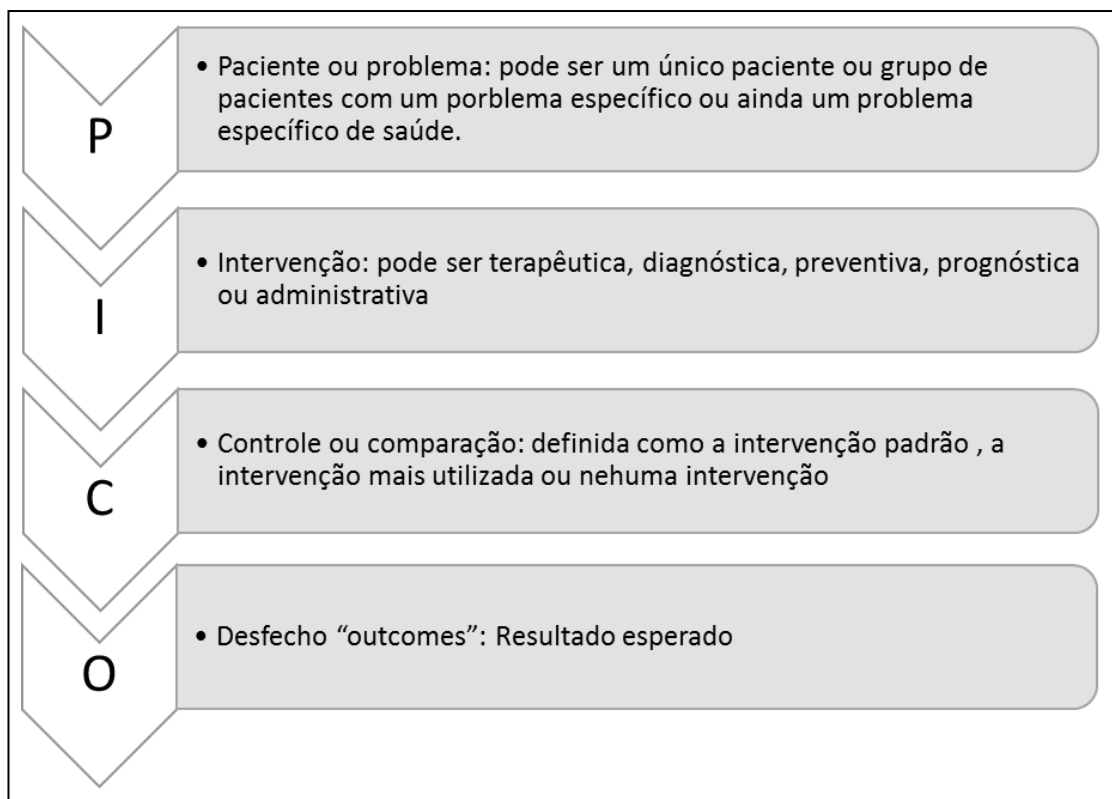 P
• Paciente ou problema: pode ser um único paciente ou grupo de
pacientes com um porblema específico ou ainda um problema
específico de saúde.
I
• Intervenção: pode ser terapêutica, diagnóstica, preventiva, prognóstica
ou administrativa
C
• Controle ou comparação: definida como a intervenção padrão , a
intervenção mais utilizada ou nehuma intervenção
O
• Desfecho “outcomes”: Resultado esperado